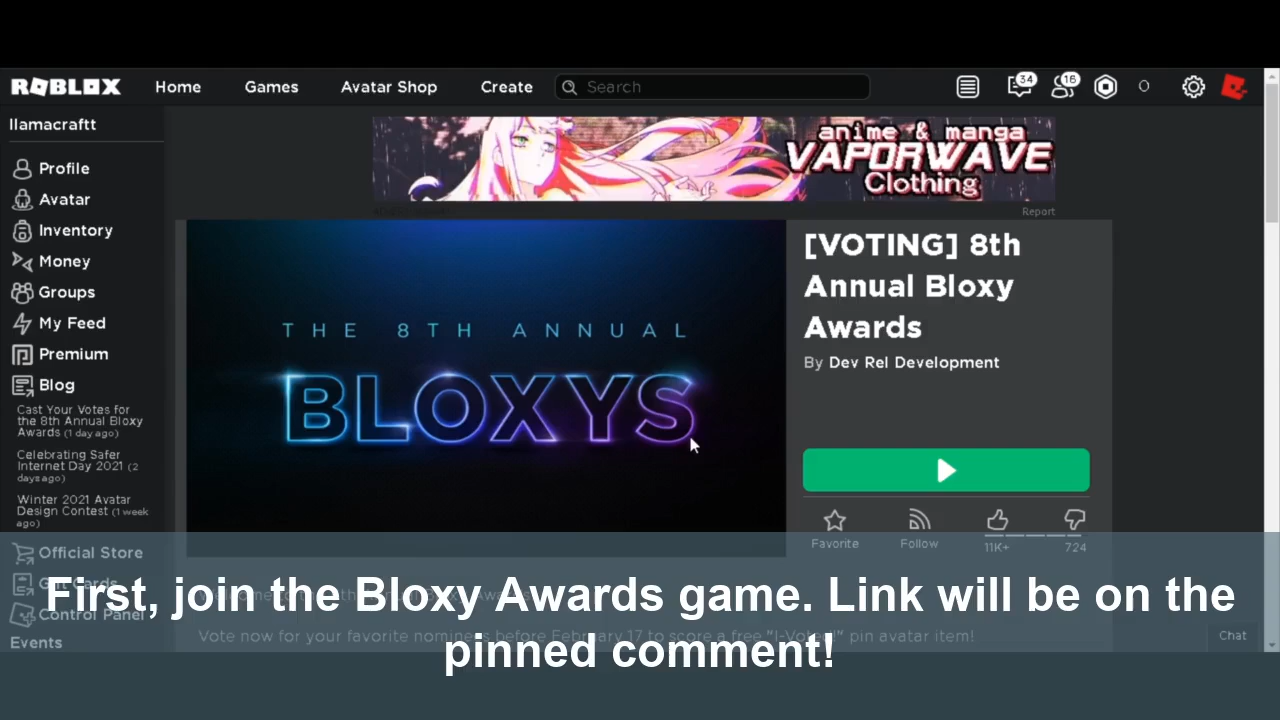 ROBLOX Home Games Avatar Shop Create Search 34 16 0
llamacraftt
Profile
Avatar
Inventory
Money
Groups
My Feed
Premium
Blog
Cast Your Votes for
the 8th Annual Bloxy
Awards (1 day ago)
Celebrating Safer
Internet Day 2021 (2
days ago)
Winter 2021 Avatar
Design Contest (1 week
ago)
Official Store
Gift Cards
Control Panel
Events
anime & manga
VAPORWAVE
Clothing
Report
THE 8TH ANNUAL
BLOXYS
[VOTING] 8th
Annual Bloxy
Awards
By Dev Rel Development
Favorite Follow 11K+ 724
Vote now for your favorite nominees before February 17 to score a free "I Voted!" pin avatar item!
Chat
First, join the Bloxy Awards game. Link will be on the
pinned comment!